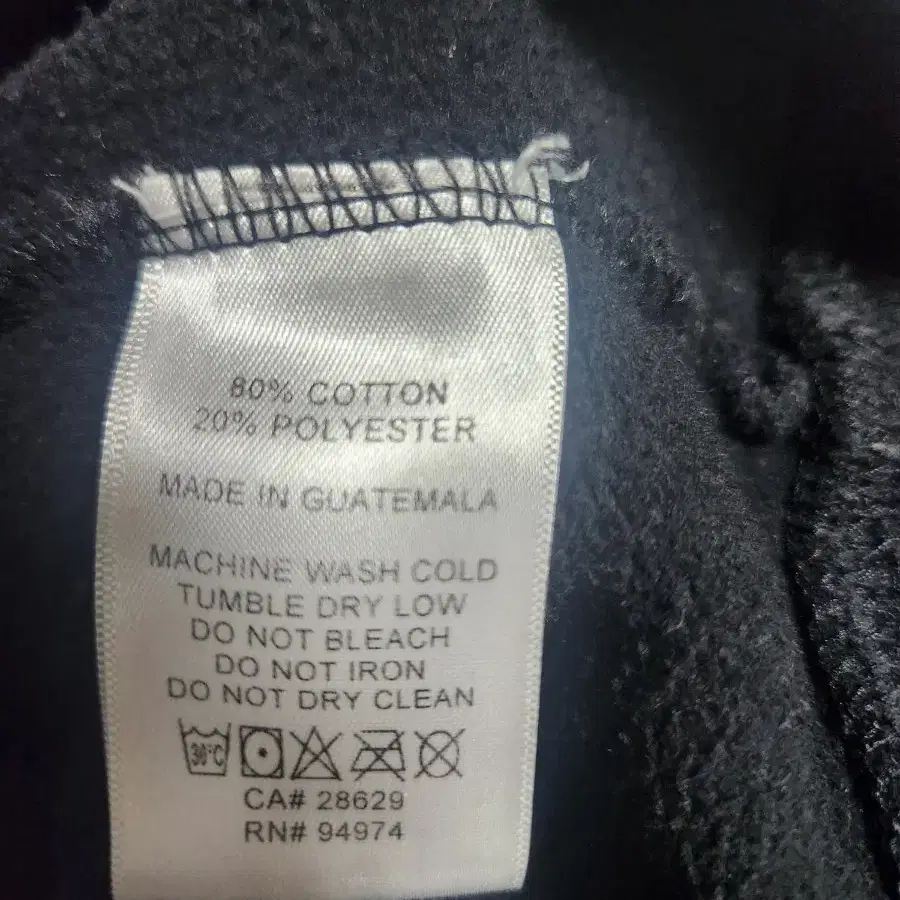 80% COTTON
20% POLYESTER
MADE IN GUATEMALA
MACHINE WASH COLD
TUMBLE DRY LOW
DO NOT BLEACH
DO NOT IRON
DO NOT DRY CLEAN
30°C
CA# 28629
RN# 94974